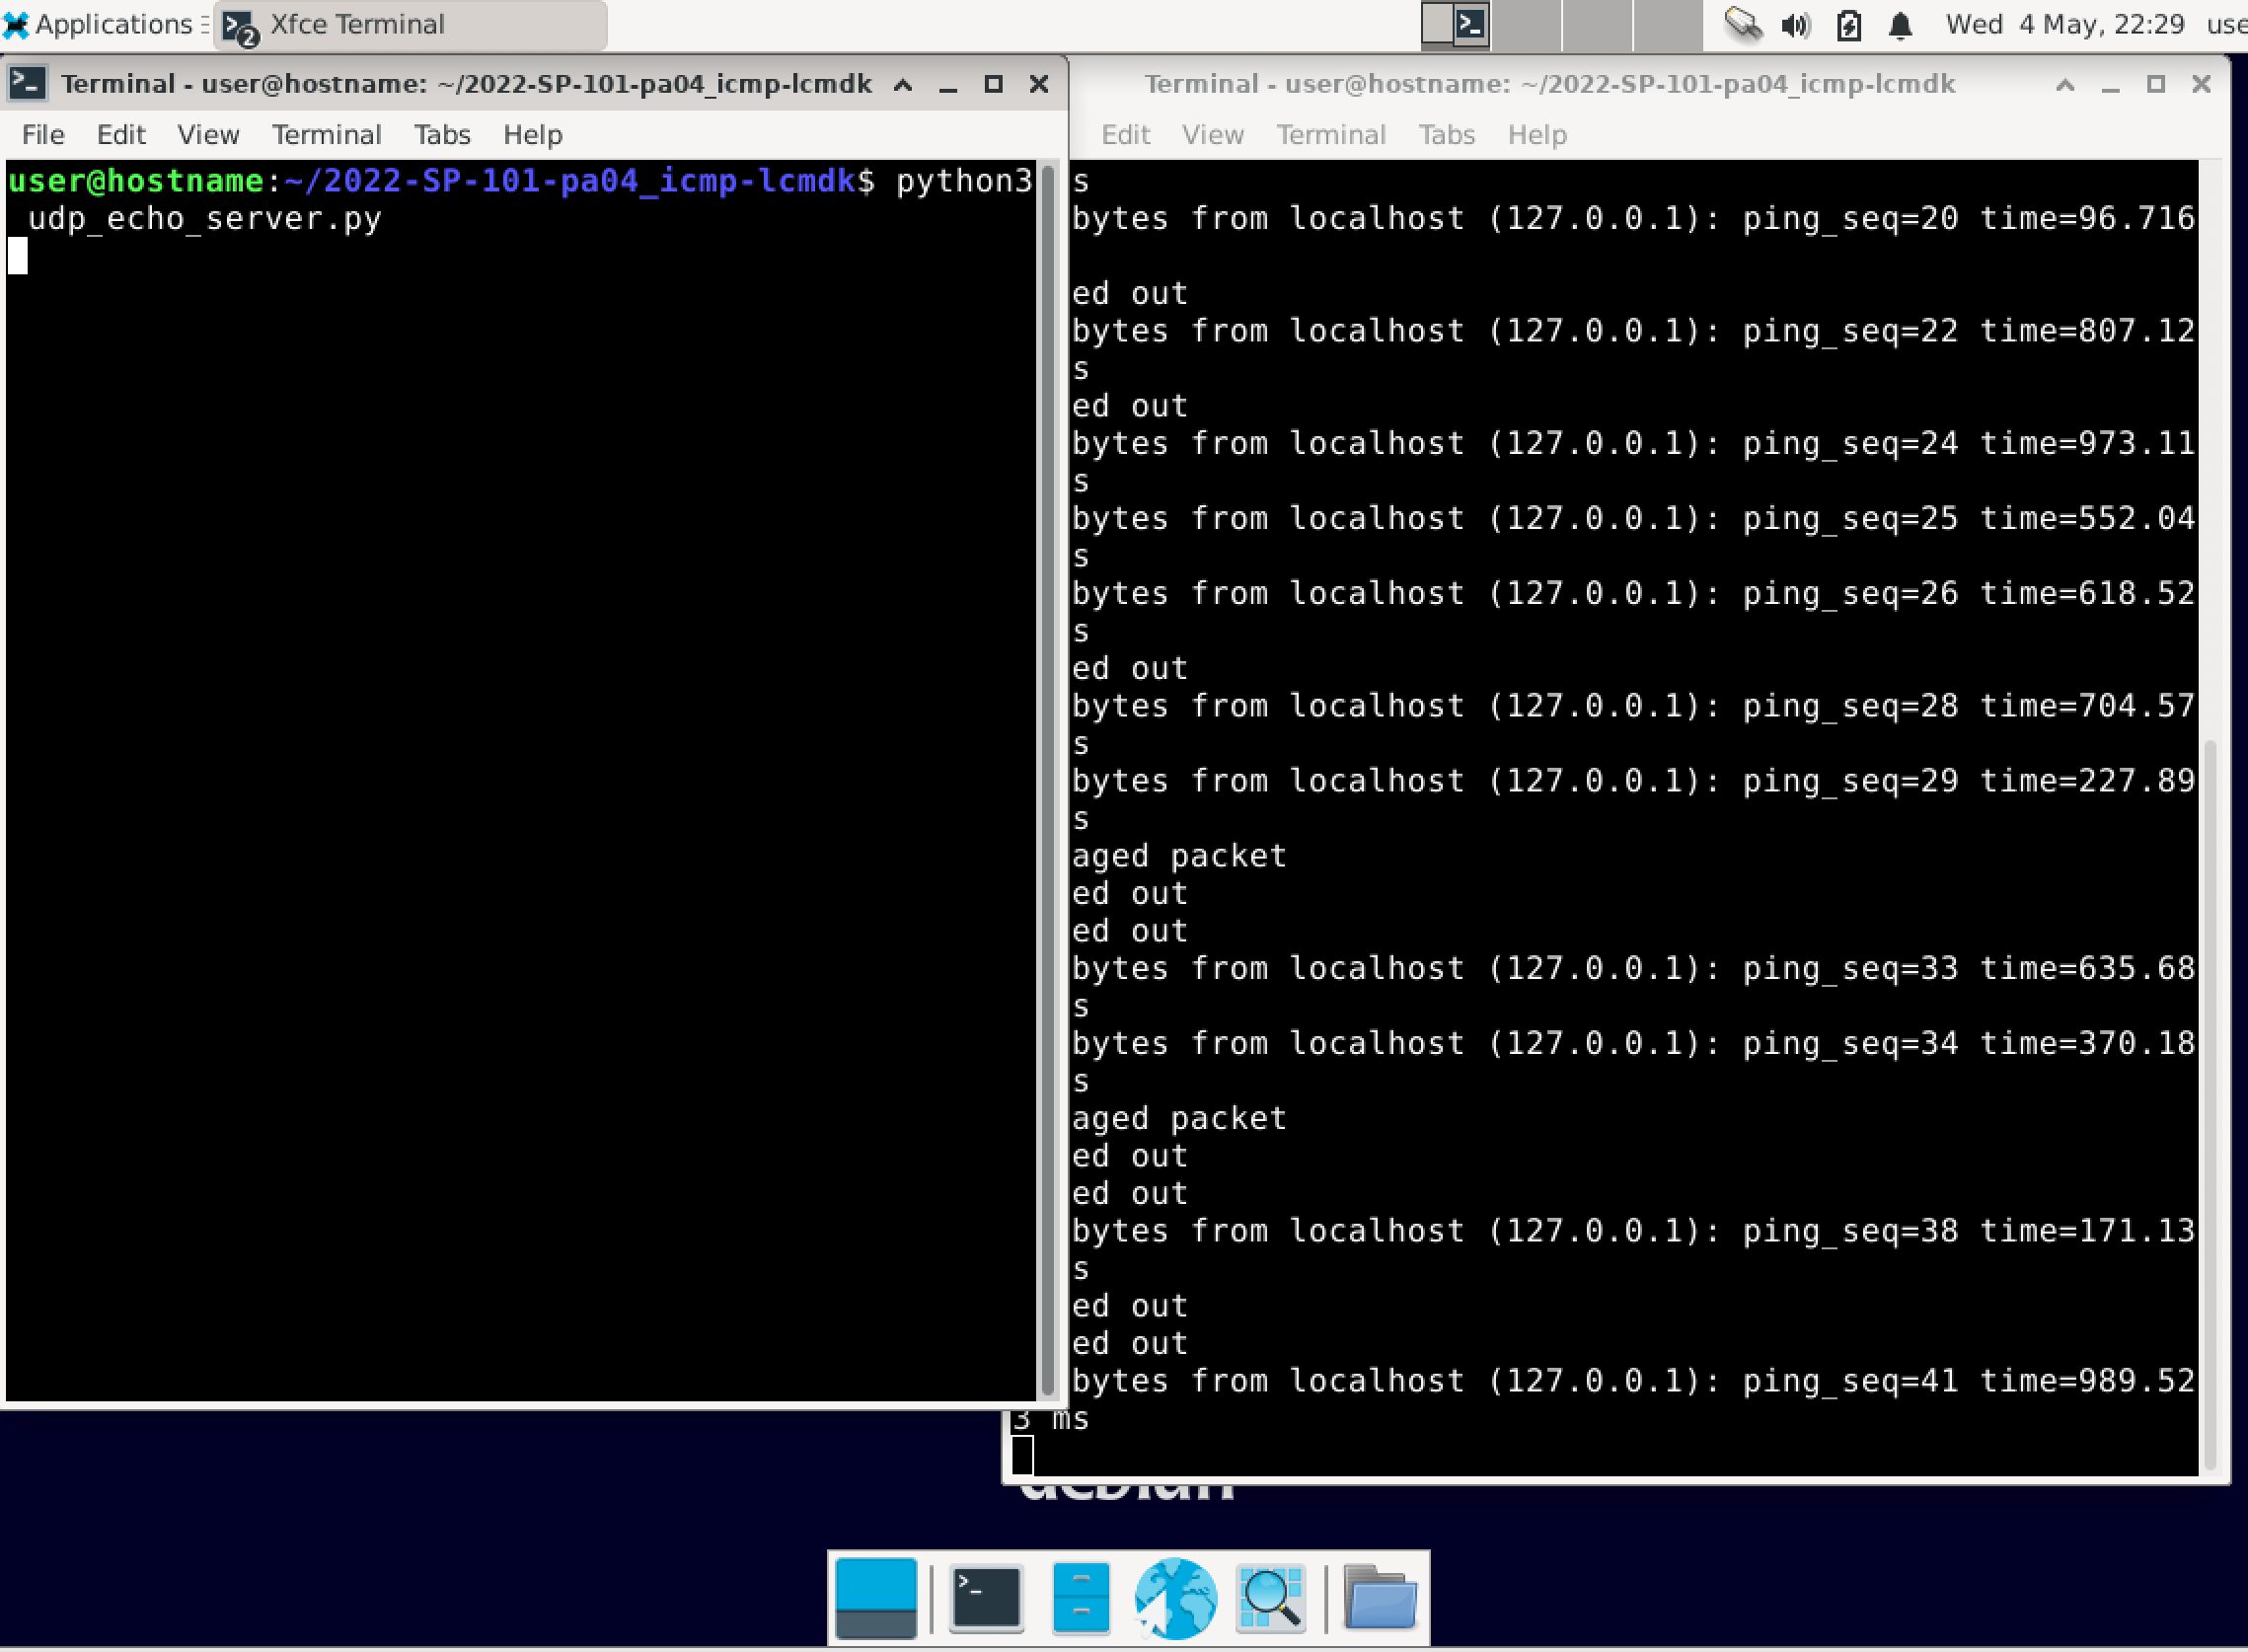 Applications
2 Xfce Terminal
Wed 4 May, 22:29 use
Terminal - user@hostname: ~/2022-SP-101-pa04_icmp-lcmdk
File Edit View Terminal Tabs Help
user@hostname:~/2022-SP-101-pa04_icmp-lcmdk$ python3
udp_echo_server.py
Terminal - user@hostname: ~/2022-SP-101-pa04_icmp-lcmdk
Edit View Terminal Tabs Help
s
bytes from localhost (127.0.0.1): ping_seq=20 time=96.716
ed out
bytes from localhost (127.0.0.1): ping_seq=22 time=807.12
s
ed out
bytes from localhost (127.0.0.1): ping_seq=24 time=973.11
s
bytes from localhost (127.0.0.1): ping_seq=25 time=552.04
s
bytes from localhost (127.0.0.1): ping_seq=26 time=618.52
s
ed out
bytes from localhost (127.0.0.1): ping_seq=28 time=704.57
s
bytes from localhost (127.0.0.1): ping_seq=29 time=227.89
s
aged packet
ed out
ed out
bytes from localhost (127.0.0.1): ping_seq=33 time=635.68
s
bytes from localhost (127.0.0.1): ping_seq=34 time=370.18
s
aged packet
ed out
ed out
bytes from localhost (127.0.0.1): ping_seq=38 time=171.13
s
ed out
ed out
bytes from localhost (127.0.0.1): ping_seq=41 time=989.52
3 ms
debian